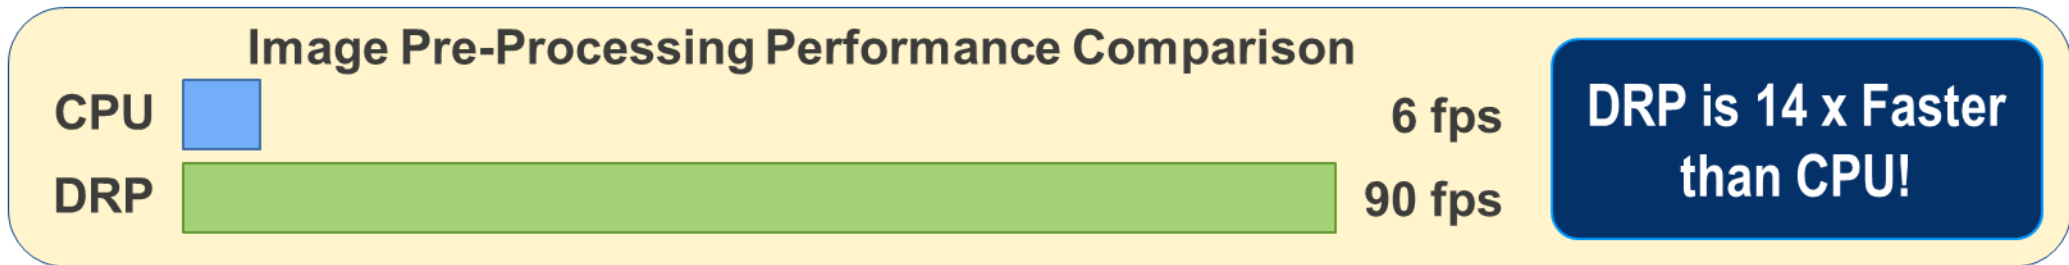 Image Pre-Processing Performance Comparison
CPU 6 fps
DRP 90 fps
DRP is 14 x Faster
than CPU!